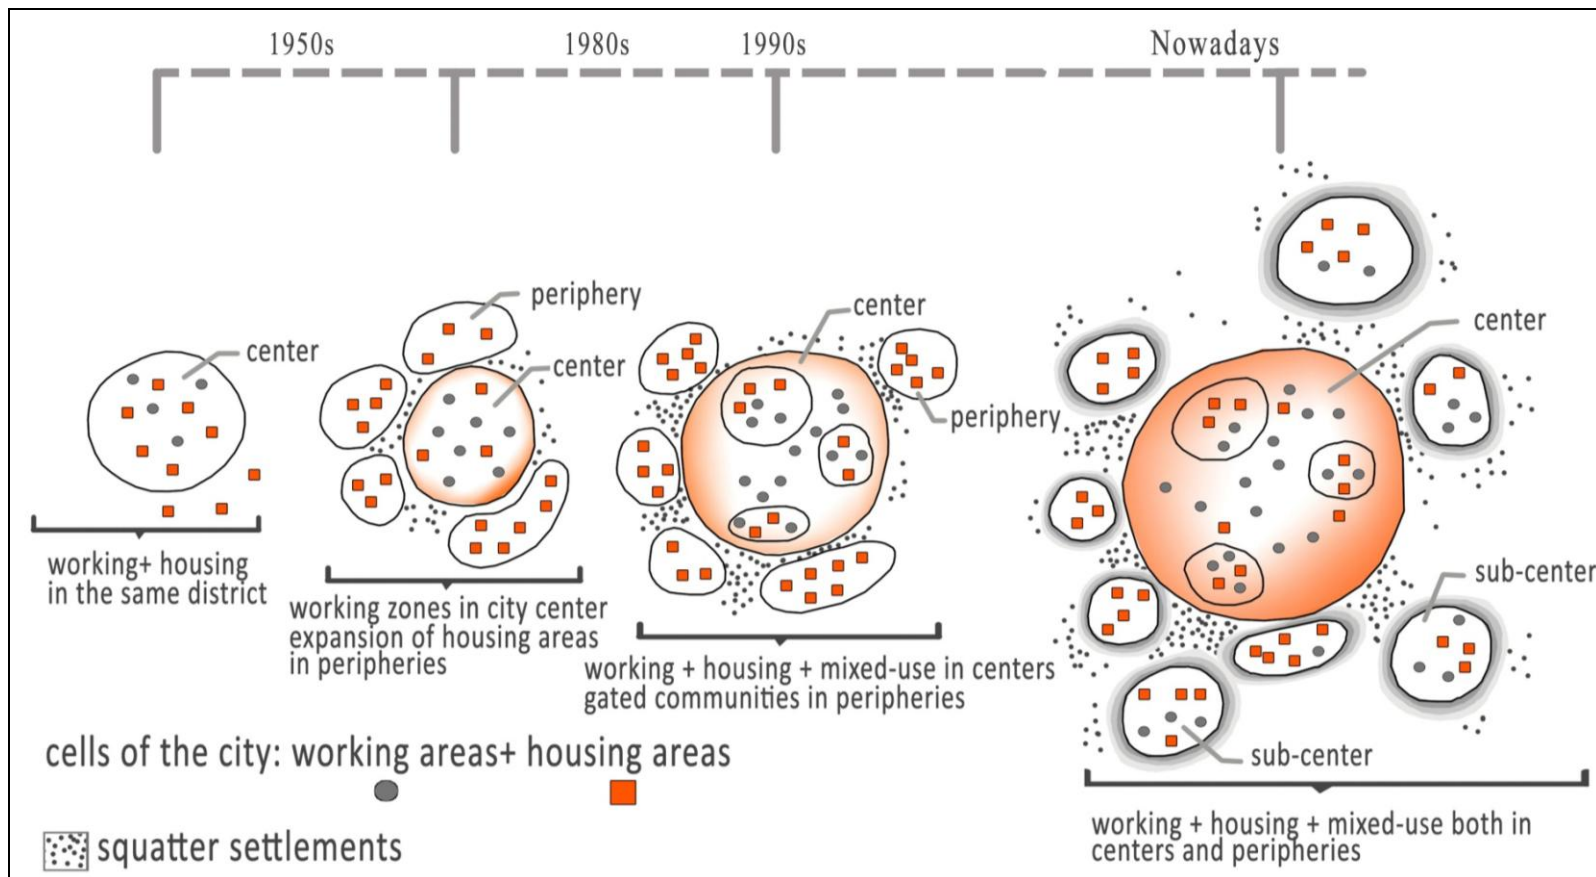 1950s
1980s
1990s
Nowadays
center
working+ housing
in the same district
periphery
center
working zones in city center
expansion of housing areas
in peripheries
center
periphery
working + housing + mixed-use in centers
gated communities in peripheries
center
sub-center
sub-center
working + housing + mixed-use both in
centers and peripheries
cells of the city: working areas+ housing areas
squatter settlements